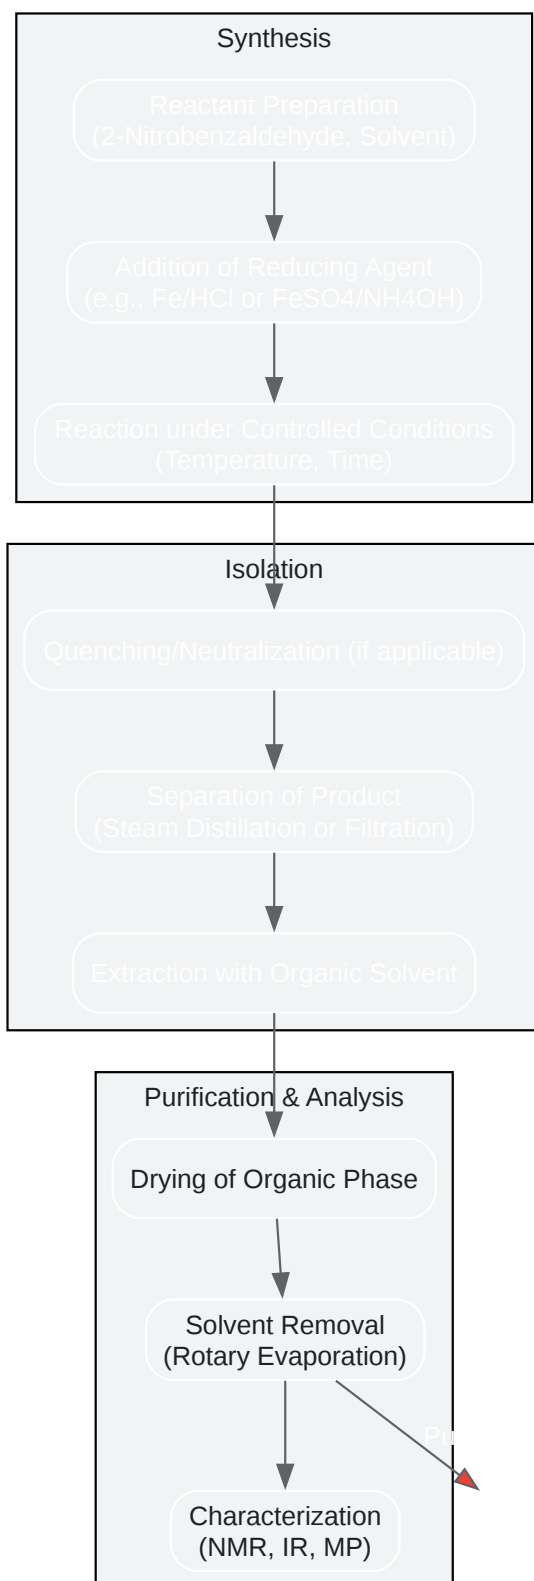 Synthesis
Reactant Preparation
(2-Nitrobenzaldehyde, Solvent)
Addition of Reducing Agent
(e.g., Fe/HCl or FeSO4/NH4OH)
Reaction under Controlled Conditions
(Temperature, Time)
Isolation
Quenching/Neutralization (if applicable)
Separation of Product
(Steam Distillation or Filtration)
Extraction with Organic Solvent
Purification & Analysis
Drying of Organic Phase
Solvent Removal
(Rotary Evaporation)
Characterization
(NMR, IR, MP)